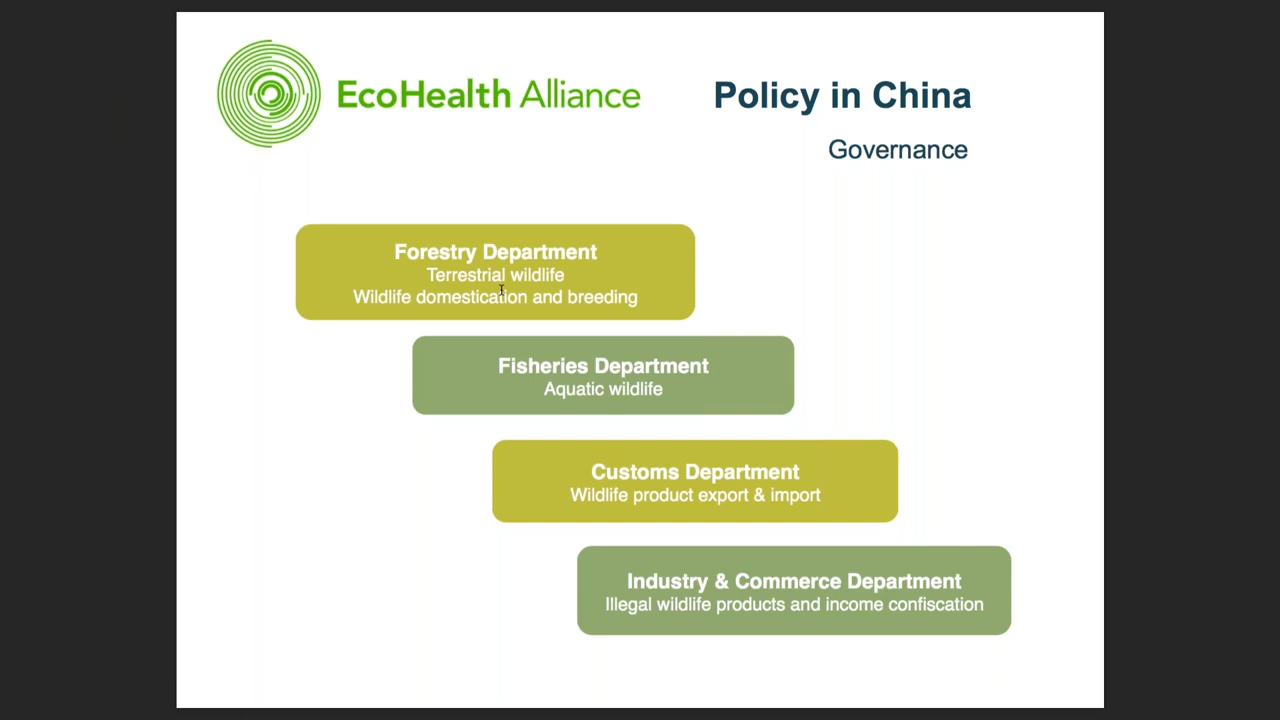 EcoHealth Alliance
Policy in China
Governance
Forestry Department
Terrestrial wildlife
Wildlife domestication and breeding
Fisheries Department
Aquatic wildlife
Customs Department
Wildlife product export & import
Industry & Commerce Department
Illegal wildlife products and income confiscation